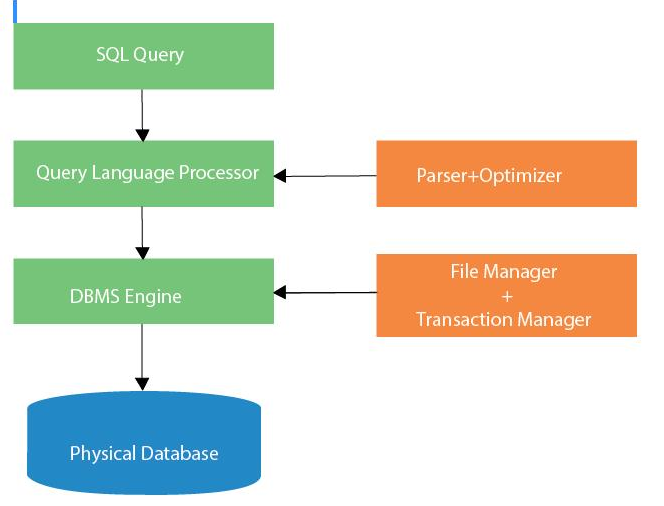 SQL Query
Query Language Processor
Parser+Optimizer
DBMS Engine
File Manager
+
Transaction Manager
Physical Database